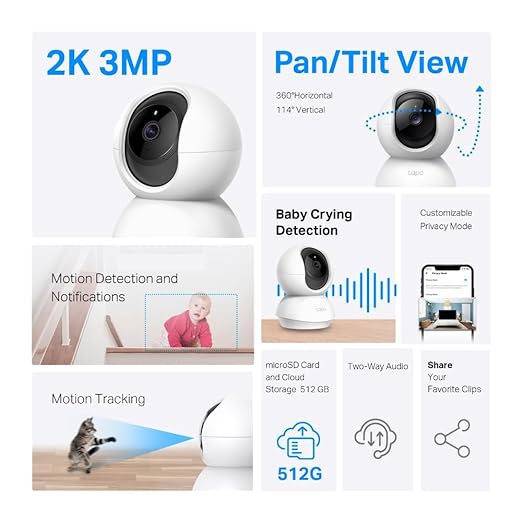 2K 3MP
Pan/Tilt View
360°Horizontal
114° Vertical
tapo
Baby Crying
Detection
tapo
Customizable
Privacy Mode
Motion Detection and
Notifications
microSD Card
and Cloud
Storage 512 GB
512G
Two-Way Audio
Share
Your
Favorite Clips
Motion Tracking